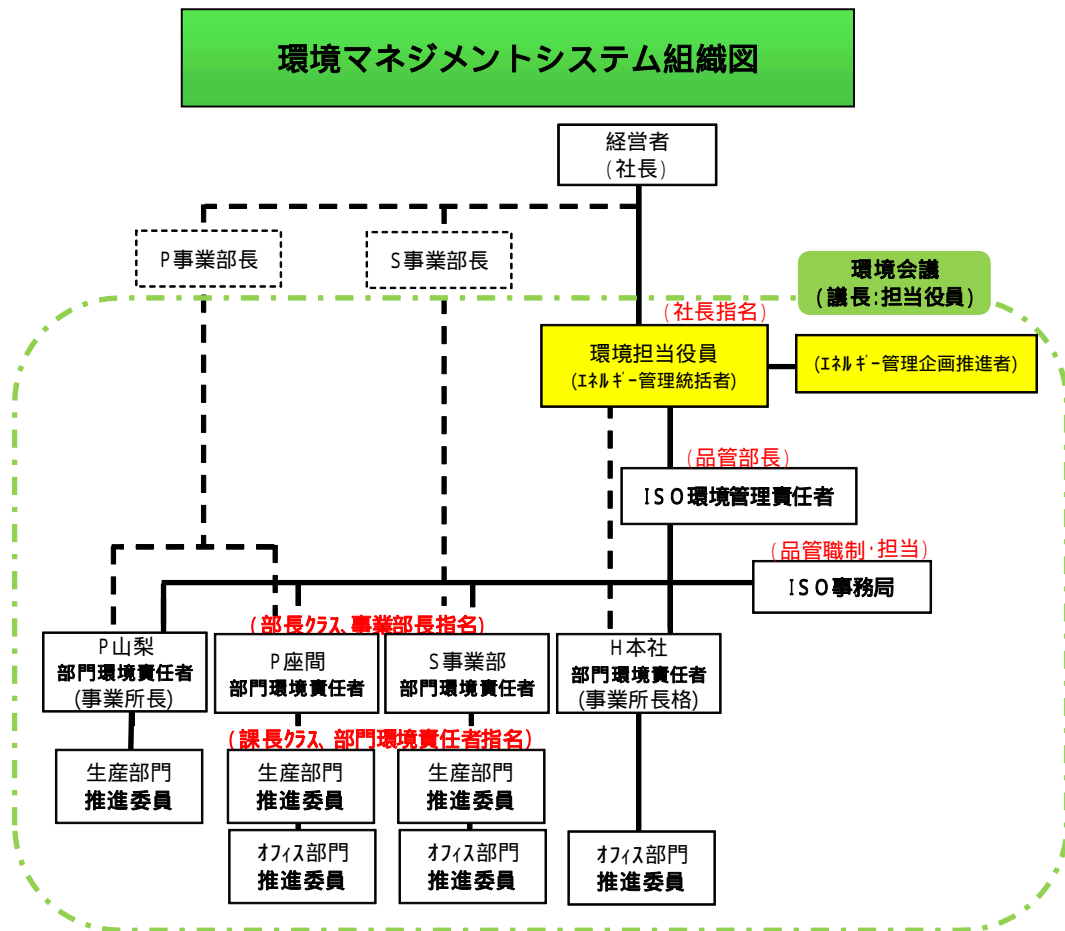 環境マネジメントシステム組織図
経営者
(社長)
P事業部長
S事業部長
環境会議
(議長:担当役員)
(社長指名)
環境担当役員
(ｴﾈﾙｷﾞｰ管理統括者)
(ｴﾈﾙｷﾞｰ管理企画推進者)
(品管部長)
ISO環境管理責任者
(品管職制・担当)
ISO事務局
(部長ｸﾗｽ、事業部長指名)
P山梨
部門環境責任者
(事業所長)
P座間
部門環境責任者
S事業部
部門環境責任者
H本社
部門環境責任者
(事業所長格)
(課長ｸﾗｽ、部門環境責任者指名)
生産部門
推進委員
生産部門
推進委員
生産部門
推進委員
ｵﾌｨｽ部門
推進委員
ｵﾌｨｽ部門
推進委員
ｵﾌｨｽ部門
推進委員